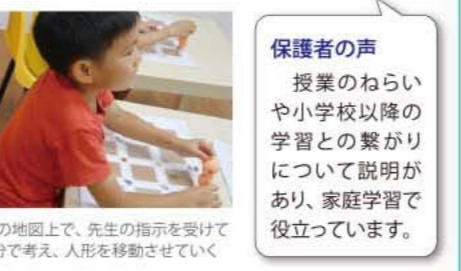 保護者の声
授業のねらい
や小学校以降の
学習との繋がり
について説明が
あり、家庭学習で
役立っています。
の地図上で、先生の指示を受けて
分で考え、人形を移動させていく